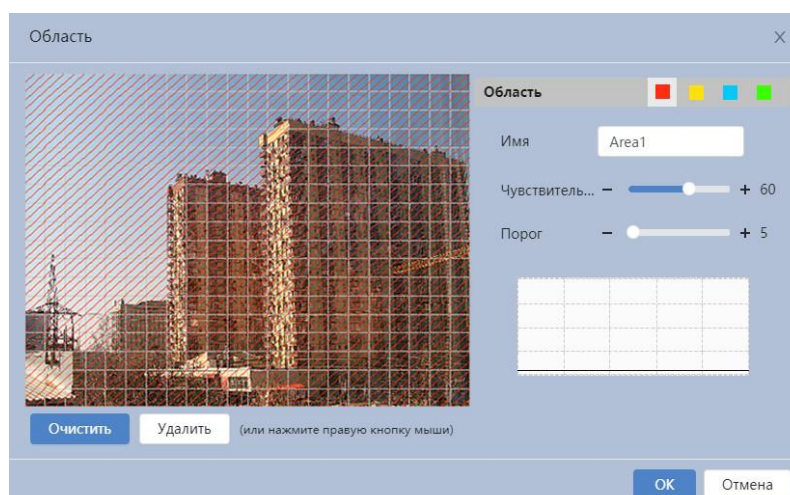 Область
Область
Имя
Area1
Чувствитель...
60
Порог
5
Очистить
Удалить
(или нажмите правую кнопку мыши)
OK
Отмена